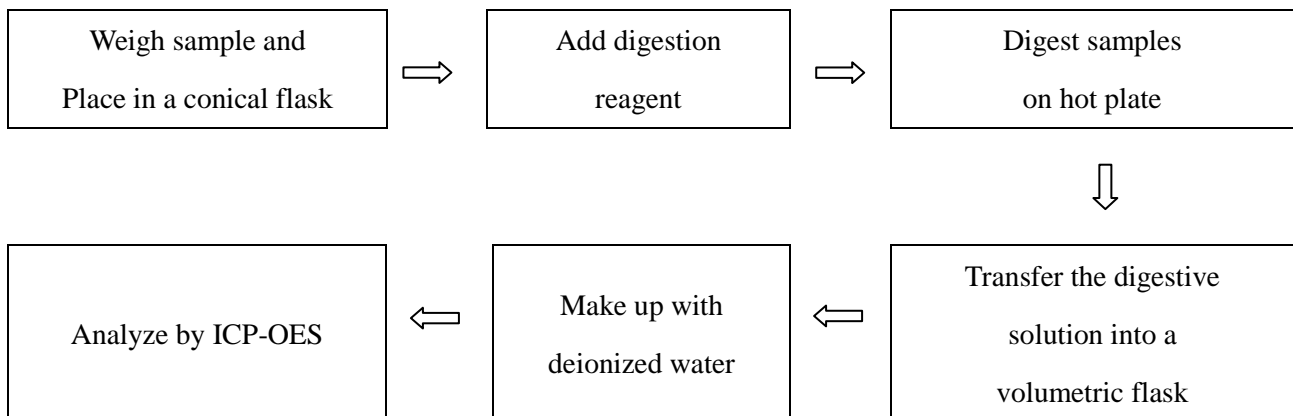 Weigh sample and
Place in a conical flask
Add digestion
reagent
Digest samples
on hot plate
Transfer the digestive
solution into a
volumetric flask
Make up with
deionized water
Analyze by ICP-OES